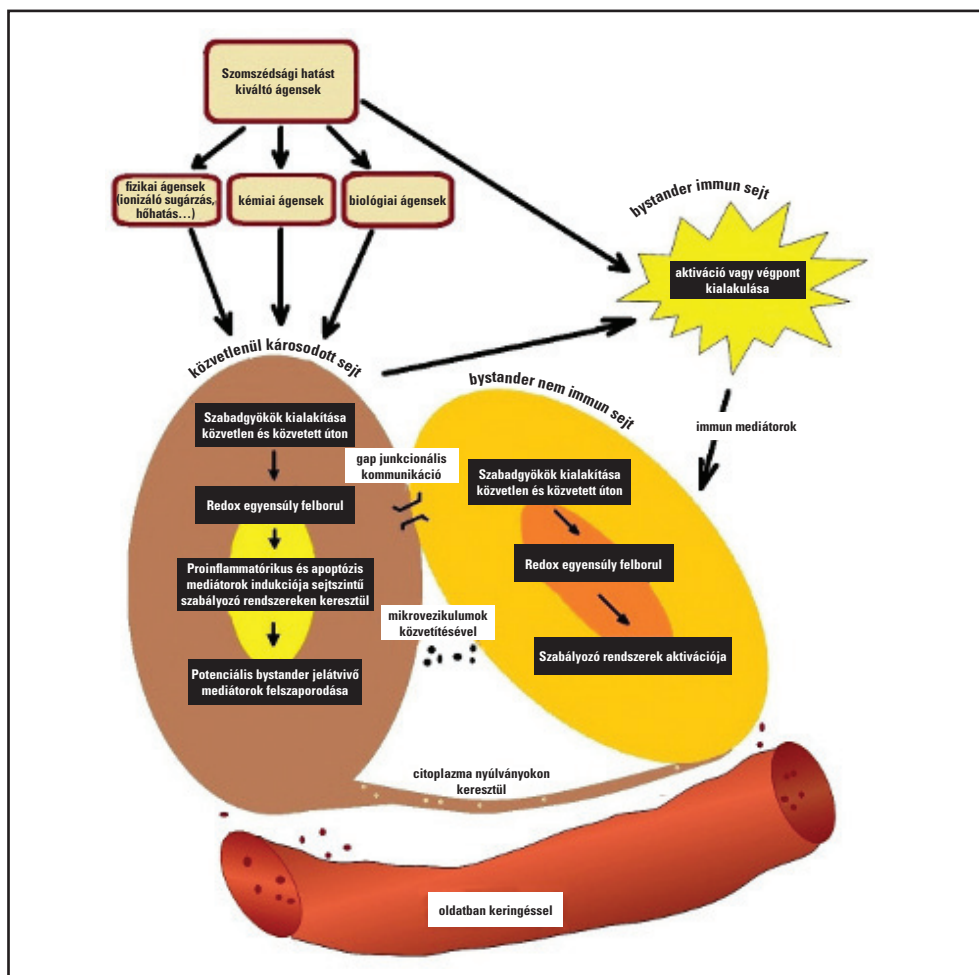 Szomszédsági hatást
kiváltó ágensek
fizikai ágensek
(ionizáló sugárzás,
hőhatás...)
kémiai ágensek
biológiai ágensek
bystander immun sejt
aktiváció vagy végpont
kialakulása
közvetlenül károsodott sejt
bystander nem immun sejt
immun mediátorok
Szabadgyökök kialakítása
közvetlen és közvetett úton
gap junkcionális
kommunikáció
Szabadgyökök kialakítása
közvetlen és közvetett úton
Redox egyensúly felborul
Redox egyensúly felborul
Proinflammatórikus és apoptózis
mediátorok indukciója sejtszintű
szabályozó rendszereken keresztül
mikrovezikulumok
közvetítésével
Szabályozó rendszerek aktivációja
Potenciális bystander jelátvivő
mediátorok felszaporodása
citoplazma nyúlványokon
keresztül
oldatban keringéssel